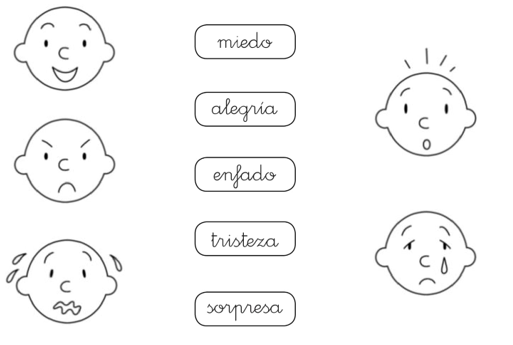 miedo
alegría
enfado
tristeza
sorpresa